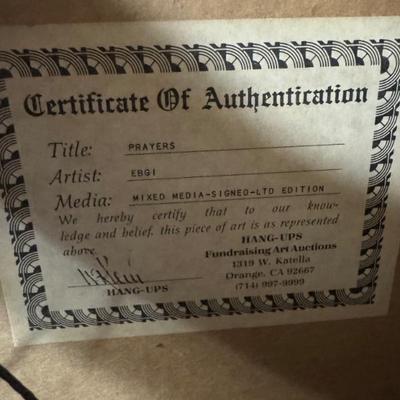 Certificate Of Authentication
Title: PRAYERS
Artist: EBGI
Media: MIXED MEDIA-SIGNED-LTD EDITION
We hereby certify that to our know-
ledge and belief, this piece of art is as represented
above.
HANG-UPS
HANG-UPS
Fundraising Art Auctions
1319 W. Katella
Orange, CA 92667
(714) 997-9999